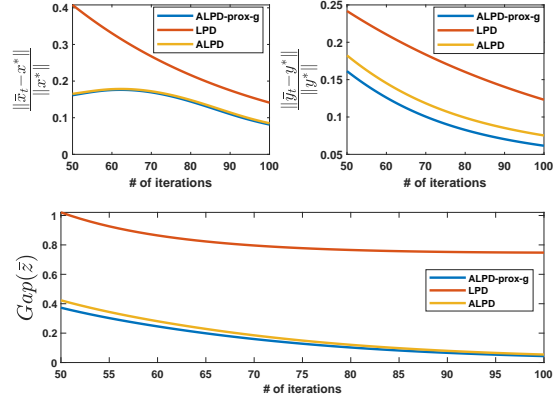 0.4
0.3
0.2
0.1
0
50 60 70 80 90 100
# of iterations
||x̄_t − x*||
||x*||
ALPD-prox-g
LPD
ALPD
0.25
0.2
0.15
0.1
0.05
50 60 70 80 90 100
# of iterations
||ȳ_t − y*||
||y*||
ALPD-prox-g
LPD
ALPD
1
0.8
0.6
0.4
0.2
0
50 55 60 65 70 75 80 85 90 95 100
# of iterations
Gap(z̄)
ALPD-prox-g
LPD
ALPD